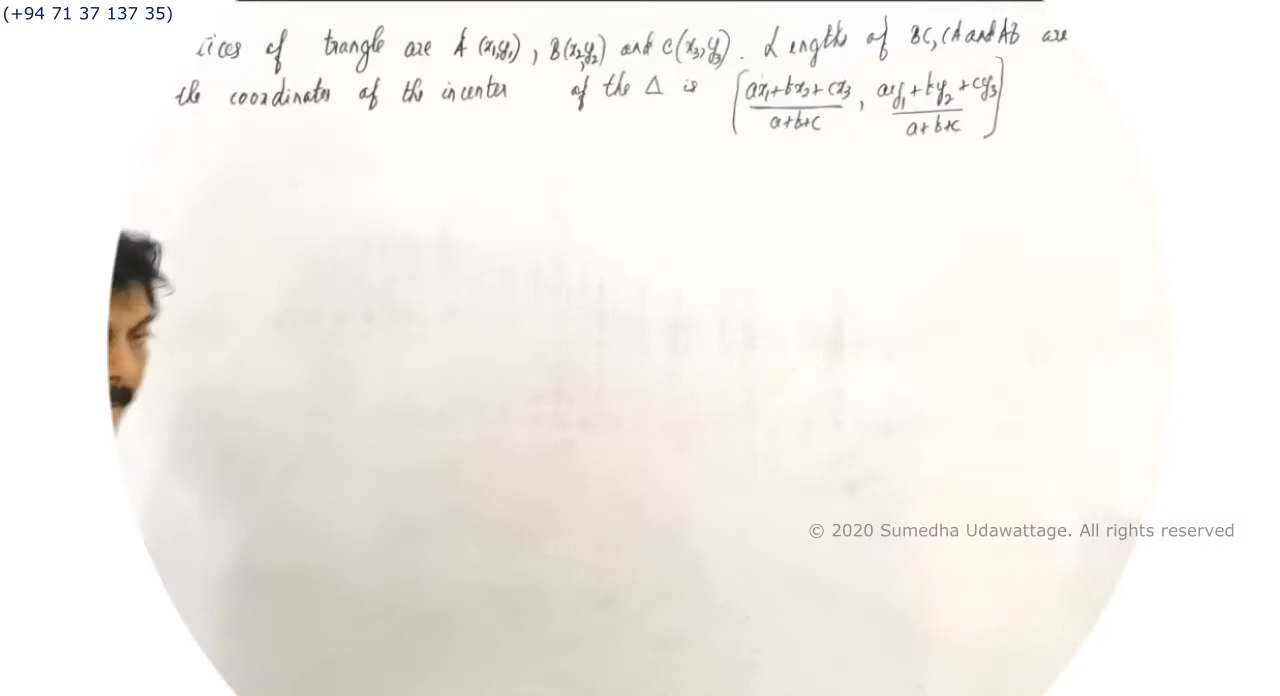 (+94 71 37 137 35)
tices of trangle are A (x₁,y₁) , B(x₂,y₂) and C(x₃,y₃) . Lengths of BC, CA and AB are
the coordinates of the incenter of the Δ is [ax₁+bx₂+cx₃ / a+b+c , ay₁+by₂+cy₃ / a+b+c]
© 2020 Sumedha Udawattage. All rights reserved